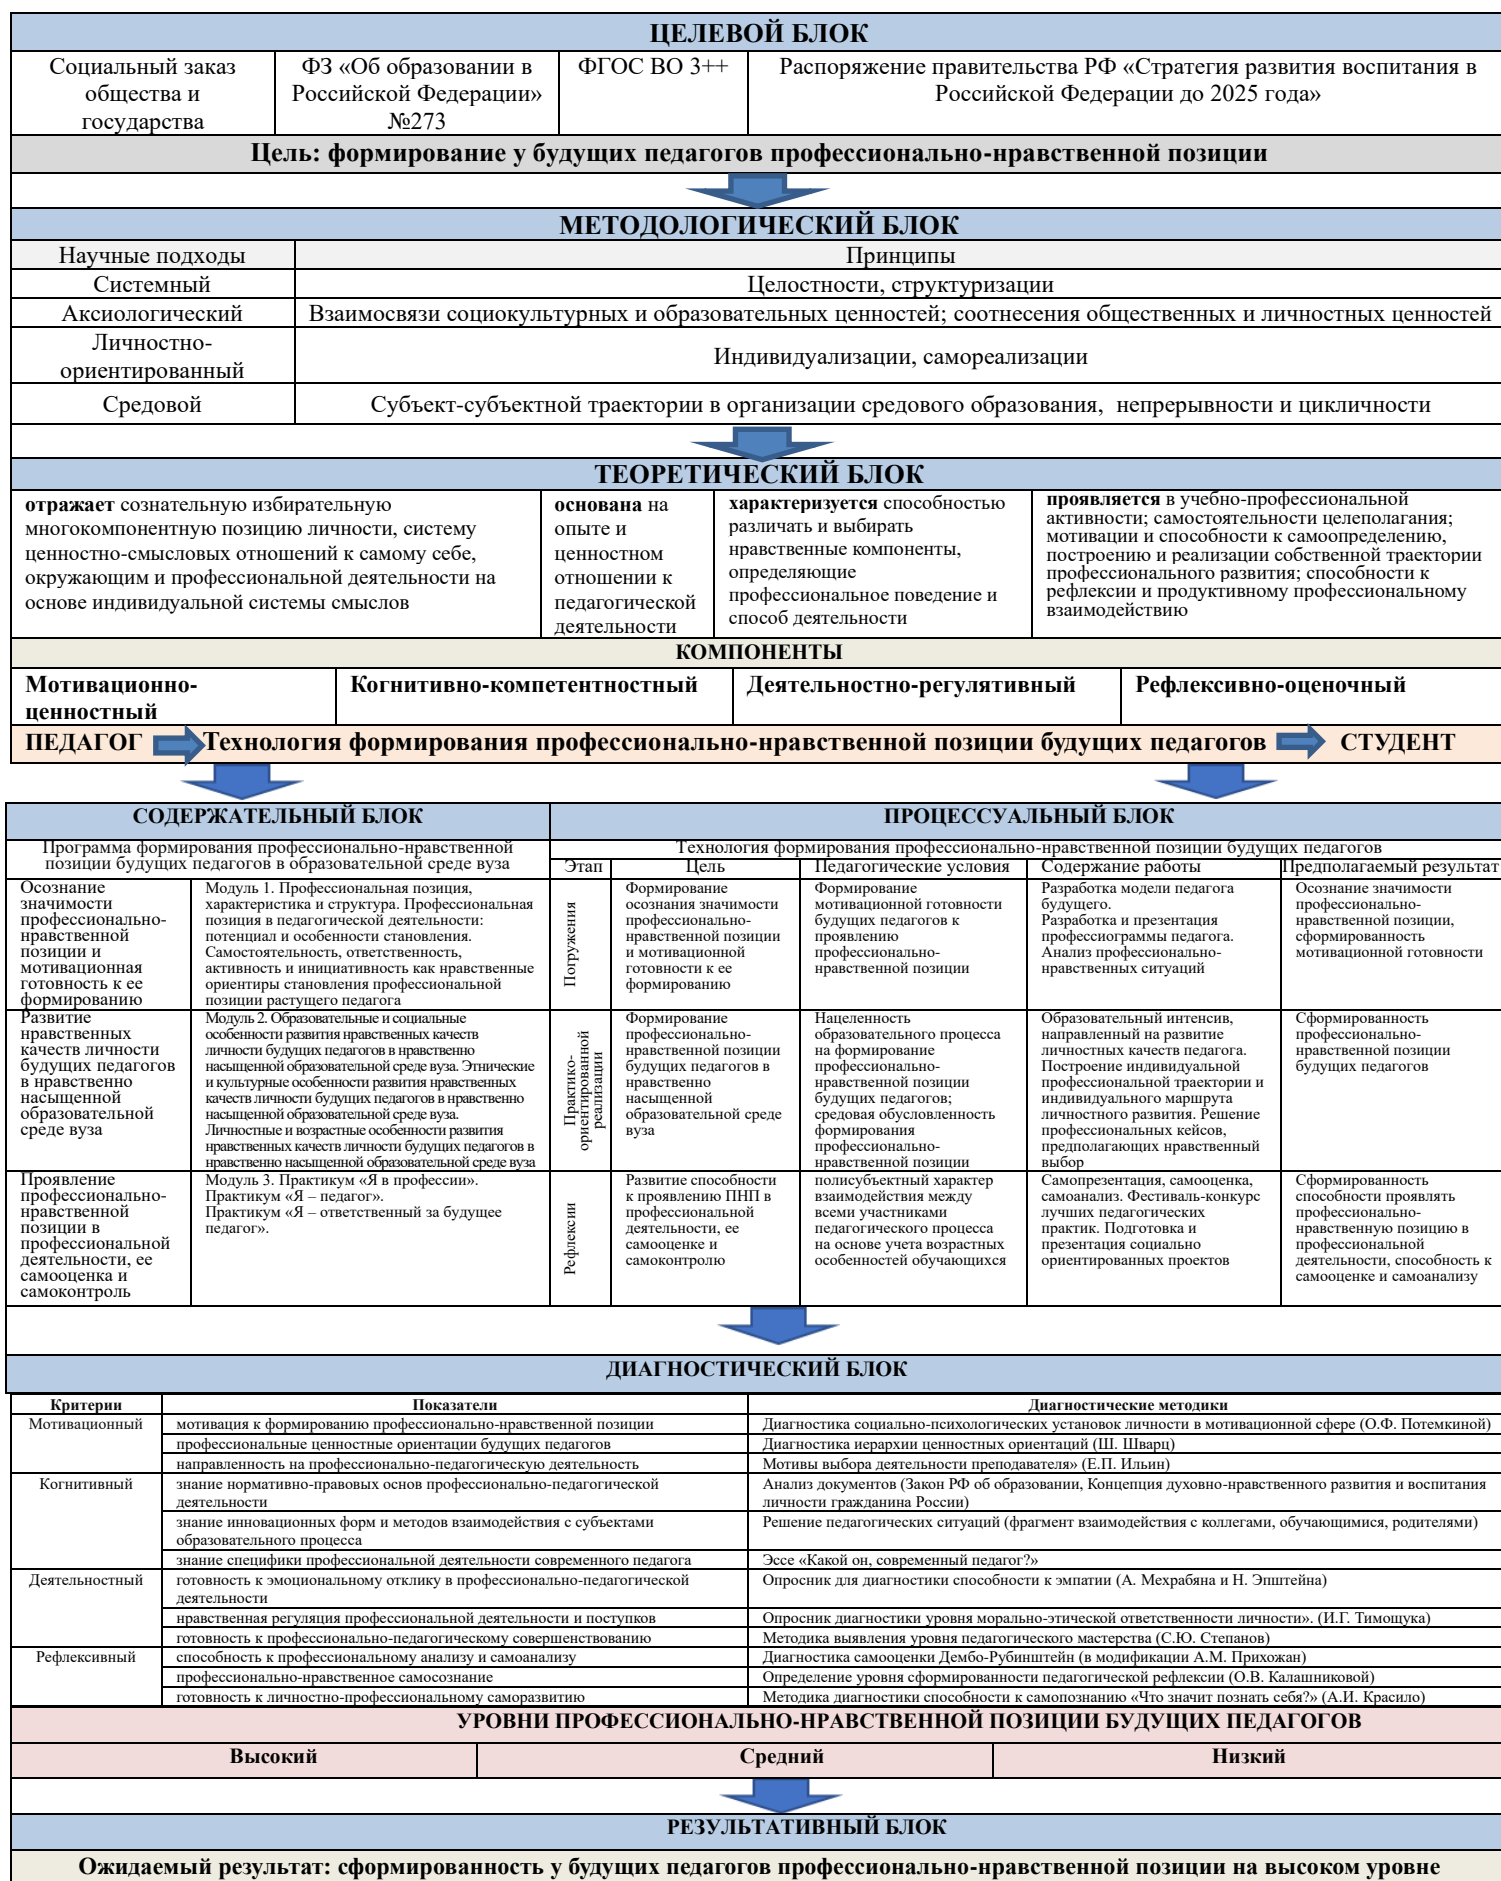 ЦЕЛЕВОЙ БЛОК
Социальный заказ
общества и
государства
ФЗ «Об образовании в
Российской Федерации»
№273
ФГОС ВО 3++
Распоряжение правительства РФ «Стратегия развития воспитания в
Российской Федерации до 2025 года»
Цель: формирование у будущих педагогов профессионально-нравственной позиции
МЕТОДОЛОГИЧЕСКИЙ БЛОК
Научные подходы
Принципы
Системный
Целостности, структуризации
Аксиологический
Взаимосвязи социокультурных и образовательных ценностей; соотнесения общественных и личностных ценностей
Личностно-
ориентированный
Индивидуализации, самореализации
Средовой
Субъект-субъектной траектории в организации средового образования, непрерывности и цикличности
ТЕОРЕТИЧЕСКИЙ БЛОК
отражает сознательную избирательную
многокомпонентную позицию личности, систему
ценностно-смысловых отношений к самому себе,
окружающим и профессиональной деятельности на
основе индивидуальной системы смыслов
основана на
опыте и
ценностном
отношении к
педагогической
деятельности
характеризуется способностью
различать и выбирать
нравственные компоненты,
определяющие
профессиональное поведение и
способ деятельности
проявляется в учебно-профессиональной
активности; самостоятельности целеполагания;
мотивации и способности к самоопределению,
построению и реализации собственной траектории
профессионального развития; способности к
рефлексии и продуктивному профессиональному
взаимодействию
КОМПОНЕНТЫ
Мотивационно-
ценностный
Когнитивно-компетентностный
Деятельностно-регулятивный
Рефлексивно-оценочный
ПЕДАГОГ Технология формирования профессионально-нравственной позиции будущих педагогов СТУДЕНТ
СОДЕРЖАТЕЛЬНЫЙ БЛОК
Программа формирования профессионально-нравственной
позиции будущих педагогов в образовательной среде вуза
Осознание
значимости
профессионально-
нравственной
позиции и
мотивационная
готовность к ее
формированию
Модуль 1. Профессиональная позиция,
характеристика и структура. Профессиональная
позиция в педагогической деятельности:
потенциал и особенности становления.
Самостоятельность, ответственность,
активность и инициативность как нравственные
ориентиры становления профессиональной
позиции растущего педагога
Развитие
нравственных
качеств личности
будущих педагогов
в нравственно
насыщенной
образовательной
среде вуза
Модуль 2. Образовательные и социальные
особенности развития нравственных качеств
личности будущих педагогов в нравственно
насыщенной образовательной среде вуза. Этнические
и культурные особенности развития нравственных
качеств личности будущих педагогов в нравственно
насыщенной образовательной среде вуза.
Личностные и возрастные особенности развития
нравственных качеств личности будущих педагогов в
нравственно насыщенной образовательной среде вуза
Проявление
профессионально-
нравственной
позиции в
профессиональной
деятельности, ее
самооценка и
самоконтроль
Модуль 3. Практикум «Я в профессии».
Практикум «Я – педагог».
Практикум «Я – ответственный за будущее
педагог».
ПРОЦЕССУАЛЬНЫЙ БЛОК
Технология формирования профессионально-нравственной позиции будущих педагогов
Этап
Цель
Педагогические условия
Содержание работы
Предполагаемый результат
Погружения
Формирование
осознания значимости
профессионально-
нравственной позиции
и мотивационной
готовности к ее
формированию
Формирование
мотивационной готовности
будущих педагогов к
проявлению
профессионально-
нравственной позиции
Разработка модели педагога
будущего.
Разработка и презентация
профессиограммы педагога.
Анализ профессионально-
нравственных ситуаций
Осознание значимости
профессионально-
нравственной позиции,
сформированность
мотивационной готовности
Практико-
ориентированной
реализации
Формирование
профессионально-
нравственной позиции
будущих педагогов в
нравственно
насыщенной
образовательной среде
вуза
Нацеленность
образовательного процесса
на формирование
профессионально-
нравственной позиции
будущих педагогов;
средовая обусловленность
формирования
профессионально-
нравственной позиции
Образовательный интенсив,
направленный на развитие
личностных качеств педагога.
Построение индивидуальной
профессиональной траектории и
индивидуального маршрута
личностного развития. Решение
профессиональных кейсов,
предполагающих нравственный
выбор
Сформированность
профессионально-
нравственной позиции
будущих педагогов
Рефлексии
Развитие способности
к проявлению ПНП в
профессиональной
деятельности, ее
самооценке и
самоконтролю
полисубъектный характер
взаимодействия между
всеми участниками
педагогического процесса
на основе учета возрастных
особенностей обучающихся
Самопрезентация, самооценка,
самоанализ. Фестиваль-конкурс
лучших педагогических
практик. Подготовка и
презентация социально
ориентированных проектов
Сформированность
способности проявлять
профессионально-
нравственную позицию в
профессиональной
деятельности, способность к
самооценке и самоанализу
ДИАГНОСТИЧЕСКИЙ БЛОК
Критерии
Показатели
Диагностические методики
Мотивационный
мотивация к формированию профессионально-нравственной позиции
Диагностика социально-психологических установок личности в мотивационной сфере (О.Ф. Потемкиной)
профессиональные ценностные ориентации будущих педагогов
Диагностика иерархии ценностных ориентаций (Ш. Шварц)
направленность на профессионально-педагогическую деятельность
Мотивы выбора деятельности преподавателя» (Е.П. Ильин)
Когнитивный
знание нормативно-правовых основ профессионально-педагогической
деятельности
Анализ документов (Закон РФ об образовании, Концепция духовно-нравственного развития и воспитания
личности гражданина России)
знание инновационных форм и методов взаимодействия с субъектами
образовательного процесса
Решение педагогических ситуаций (фрагмент взаимодействия с коллегами, обучающимися, родителями)
знание специфики профессиональной деятельности современного педагога
Эссе «Какой он, современный педагог?»
Деятельностный
готовность к эмоциональному отклику в профессионально-педагогической
деятельности
Опросник для диагностики способности к эмпатии (А. Мехрабяна и Н. Эпштейна)
нравственная регуляция профессиональной деятельности и поступков
Опросник диагностики уровня морально-этической ответственности личности». (И.Г. Тимощука)
готовность к профессионально-педагогическому совершенствованию
Методика выявления уровня педагогического мастерства (С.Ю. Степанов)
Рефлексивный
способность к профессиональному анализу и самоанализу
Диагностика самооценки Дембо-Рубинштейн (в модификации А.М. Прихожан)
профессионально-нравственное самосознание
Определение уровня сформированности педагогической рефлексии (О.В. Калашниковой)
готовность к личностно-профессиональному саморазвитию
Методика диагностики способности к самопознанию «Что значит познать себя?» (А.И. Красило)
УРОВНИ ПРОФЕССИОНАЛЬНО-НРАВСТВЕННОЙ ПОЗИЦИИ БУДУЩИХ ПЕДАГОГОВ
Высокий
Средний
Низкий
РЕЗУЛЬТАТИВНЫЙ БЛОК
Ожидаемый результат: сформированность у будущих педагогов профессионально-нравственной позиции на высоком уровне